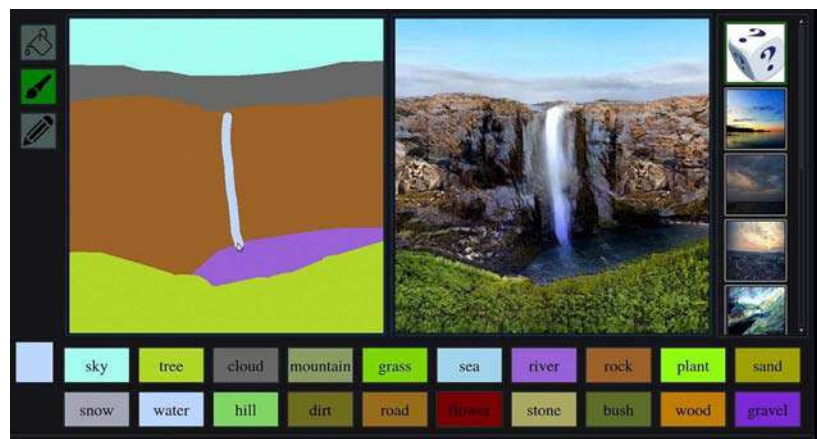 ? ?
?
sky tree cloud mountain grass sea river rock plant sand
snow water hill dirt road flower stone bush wood gravel